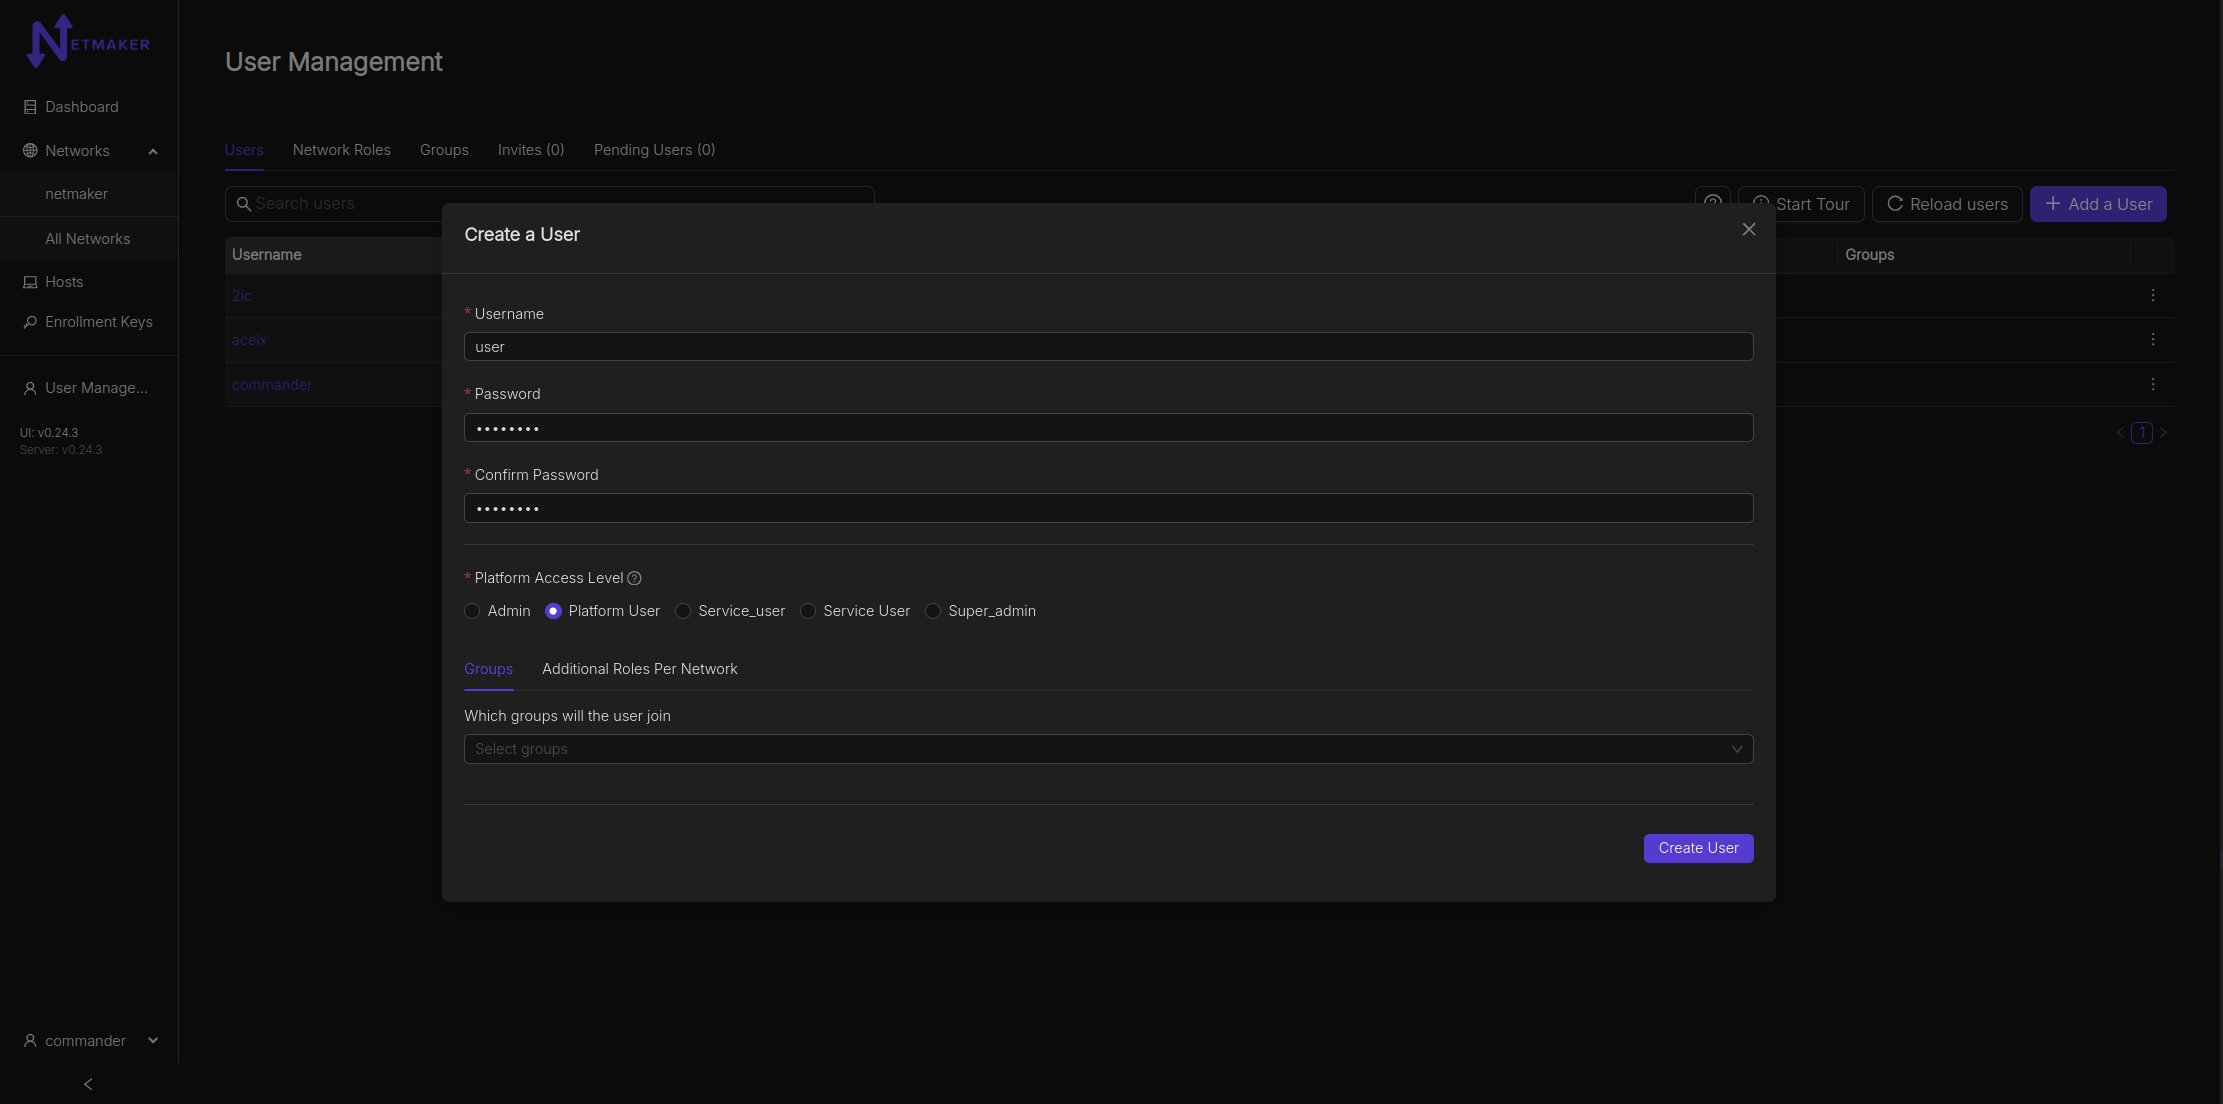 NETMAKER
User Management
Dashboard
Networks
netmaker
All Networks
Hosts
Enrollment Keys
User Manage...
UI: v0.24.3
Server: v0.24.3
Users Network Roles Groups Invites (0) Pending Users (0)
Search users
Start Tour Reload users + Add a User
Username Groups
2ic
aceix
commander
1
Create a User
* Username
user
* Password
••••••••
* Confirm Password
••••••••
* Platform Access Level
Admin Platform User Service_user Service User Super_admin
Groups Additional Roles Per Network
Which groups will the user join
Select groups
Create User
commander